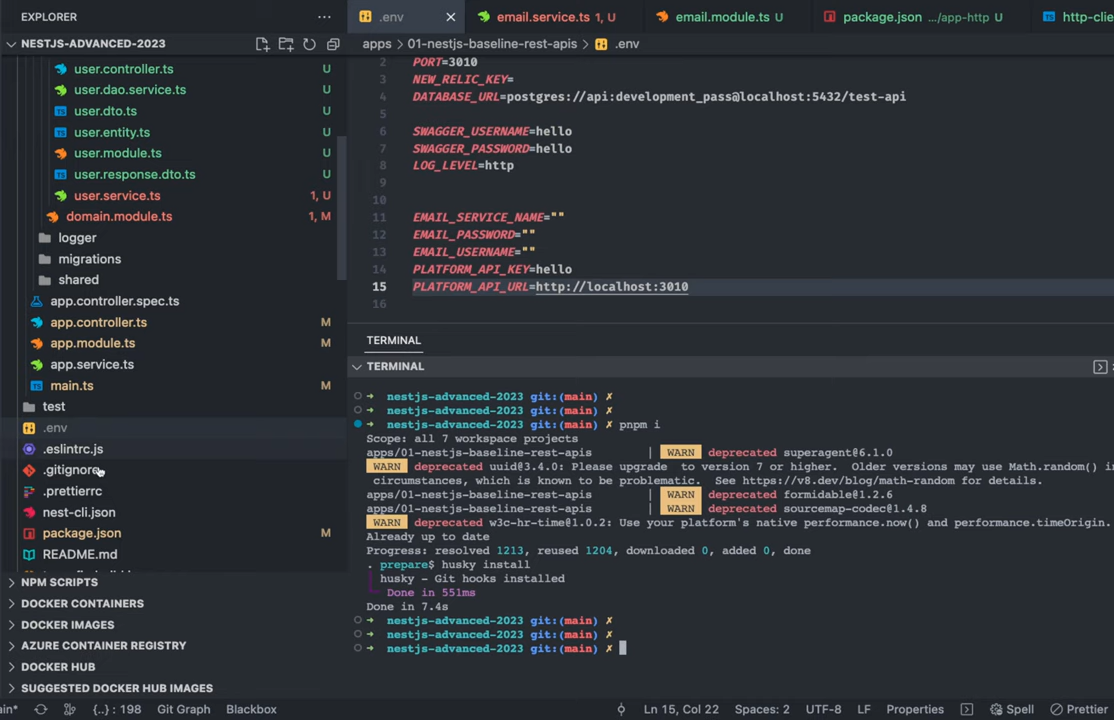 EXPLORER
NESTJS-ADVANCED-2023
user.controller.ts U
user.dao.service.ts U
user.dto.ts U
user.entity.ts U
user.module.ts U
user.response.dto.ts U
user.service.ts 1, U
domain.module.ts 1, M
logger
migrations
shared
app.controller.spec.ts
app.controller.ts M
app.module.ts M
app.service.ts
main.ts M
test
.env
.eslintrc.js
.gitignore
.prettierrc
nest-cli.json
package.json M
README.md
NPM SCRIPTS
DOCKER CONTAINERS
DOCKER IMAGES
AZURE CONTAINER REGISTRY
DOCKER HUB
SUGGESTED DOCKER HUB IMAGES
.env
email.service.ts 1, U
email.module.ts U
package.json .../app-http U
http-clie
apps > 01-nestjs-baseline-rest-apis > .env
2 PORT=3010
3 NEW_RELIC_KEY=
4 DATABASE_URL=postgres://api:development_pass@localhost:5432/test-api
5
6 SWAGGER_USERNAME=hello
7 SWAGGER_PASSWORD=hello
8 LOG_LEVEL=http
9
10
11 EMAIL_SERVICE_NAME=""
12 EMAIL_PASSWORD=""
13 EMAIL_USERNAME=""
14 PLATFORM_API_KEY=hello
15 PLATFORM_API_URL=http://localhost:3010
16
TERMINAL
TERMINAL
nestjs-advanced-2023 git:(main) ✗
nestjs-advanced-2023 git:(main) ✗
nestjs-advanced-2023 git:(main) ✗ pnpm i
Scope: all 7 workspace projects
apps/01-nestjs-baseline-rest-apis | WARN deprecated superagent@6.1.0
WARN deprecated uuid@3.4.0: Please upgrade to version 7 or higher. Older versions may use Math.random() in
circumstances, which is known to be problematic. See https://v8.dev/blog/math-random for details.
apps/01-nestjs-baseline-rest-apis | WARN deprecated formidable@1.2.6
apps/01-nestjs-baseline-rest-apis | WARN deprecated sourcemap-codec@1.4.8
WARN deprecated w3c-hr-time@1.0.2: Use your platform's native performance.now() and performance.timeOrigin.
Already up to date
Progress: resolved 1213, reused 1204, downloaded 0, added 0, done
. prepare$ husky install
husky - Git hooks installed
Done in 551ms
Done in 7.4s
nestjs-advanced-2023 git:(main) ✗
nestjs-advanced-2023 git:(main) ✗
nestjs-advanced-2023 git:(main) ✗
ain* {..} : 198 Git Graph Blackbox Ln 15, Col 22 Spaces: 2 UTF-8 LF Properties Spell Prettier